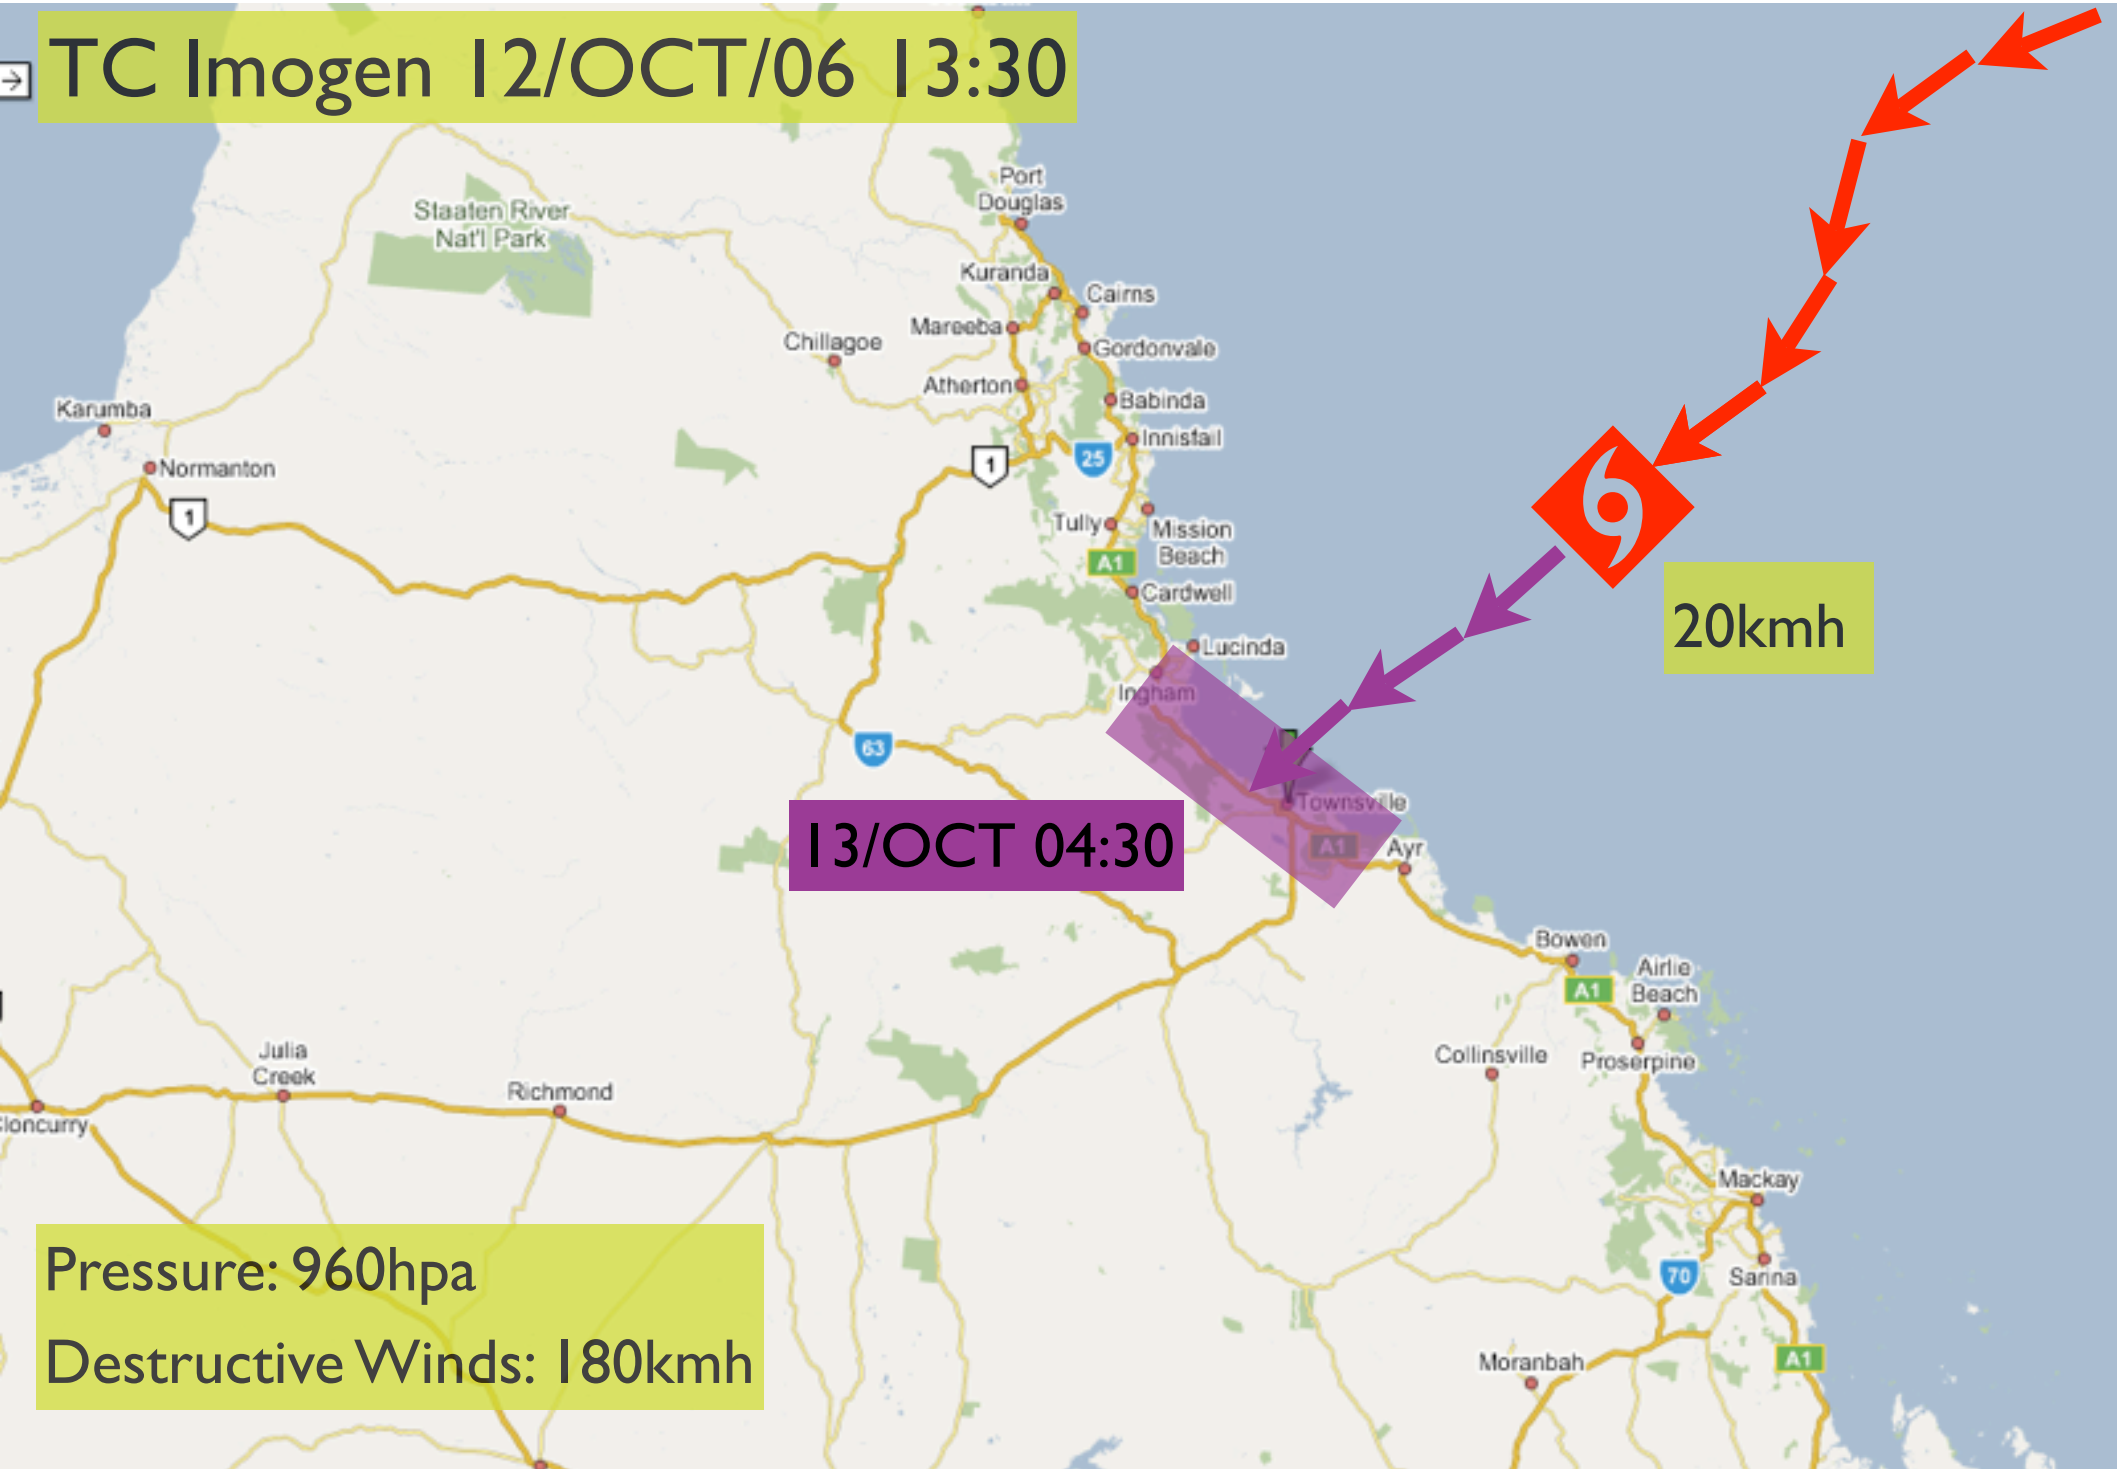 TC Imogen 12/OCT/06 13:30
Port
Douglas
Staaten River
Nat'l Park
Kuranda
Cairns
Mareeba
Chillagoe
Gordonvale
Atherton
Babinda
Karumba
Innisfail
25
1
Normanton
1
Tully
Mission
Beach
A1
Cardwell
20kmh
Lucinda
Ingham
63
Townsville
13/OCT 04:30
A1
Ayr
Bowen
Airlie
Beach
A1
Julia
Creek
Collinsville
Proserpine
Richmond
Cloncurry
Mackay
Pressure: 960hpa
70
Sarina
Destructive Winds: 180kmh
Moranbah
A1